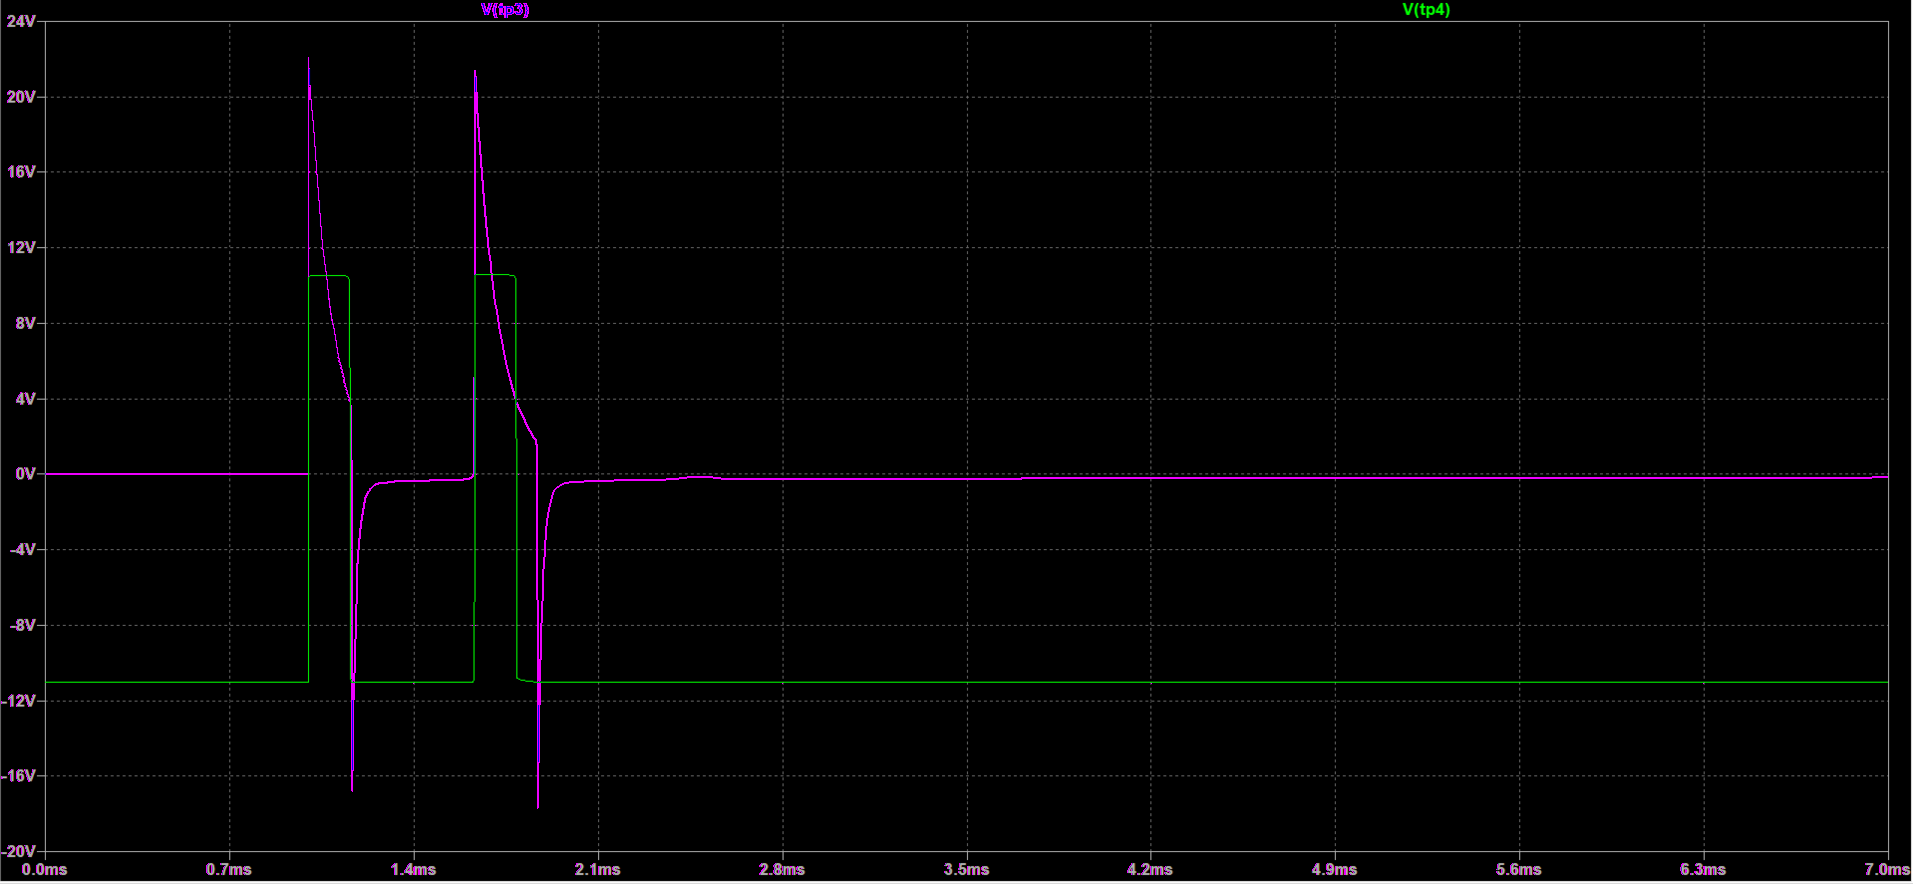 V(tp3) V(tp4)
24V
20V
16V
12V
8V
4V
0V
-4V
-8V
-12V
-16V
-20V
0.0ms 0.7ms 1.4ms 2.1ms 2.8ms 3.5ms 4.2ms 4.9ms 5.6ms 6.3ms 7.0ms